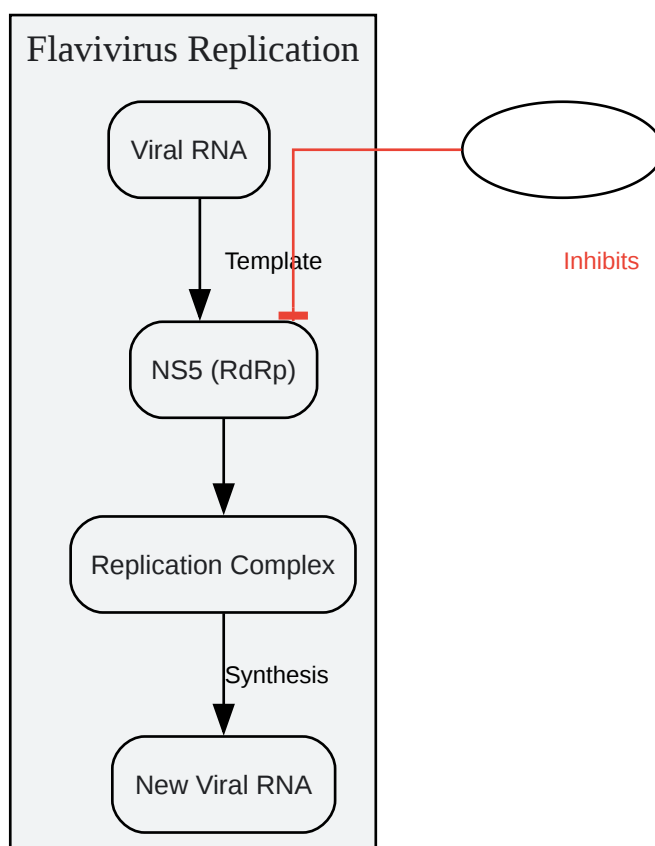 Flavivirus Replication
Viral RNA
Template
Inhibits
NS5 (RdRp)
Replication Complex
Synthesis
New Viral RNA